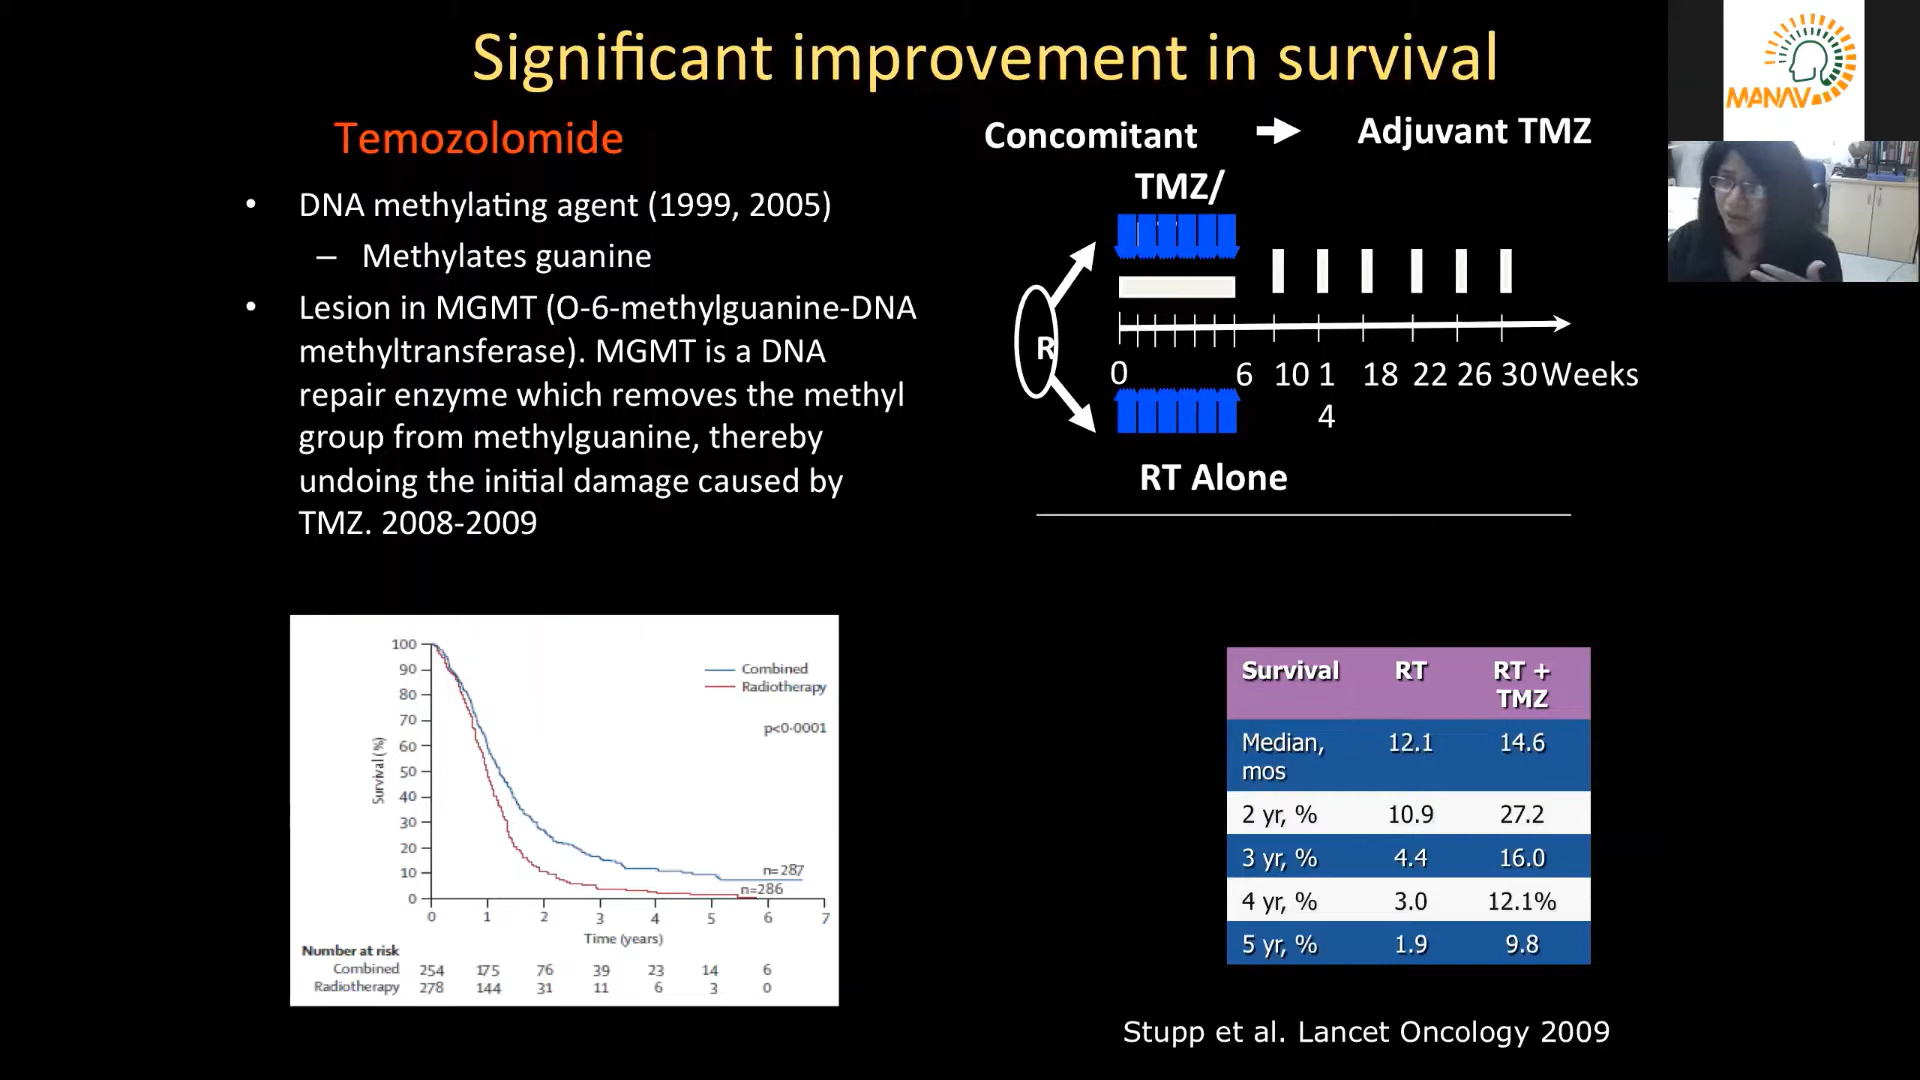 Significant improvement in survival
MANAV
Temozolomide
• DNA methylating agent (1999, 2005)
– Methylates guanine
• Lesion in MGMT (O-6-methylguanine-DNA
methyltransferase). MGMT is a DNA
repair enzyme which removes the methyl
group from methylguanine, thereby
undoing the initial damage caused by
TMZ. 2008-2009
Concomitant
Adjuvant TMZ
TMZ/
R
0 6 10 1 18 22 26 30 Weeks
4
RT Alone
100
90
80
70
60
50
40
30
20
10
0
Survival (%)
Combined
Radiotherapy
p<0·0001
n=287
n=286
0 1 2 3 4 5 6 7
Time (years)
Number at risk
Combined 254 175 76 39 23 14 6
Radiotherapy 278 144 31 11 6 3 0
Survival RT RT +
TMZ
Median, 12.1 14.6
mos
2 yr, % 10.9 27.2
3 yr, % 4.4 16.0
4 yr, % 3.0 12.1%
5 yr, % 1.9 9.8
Stupp et al. Lancet Oncology 2009